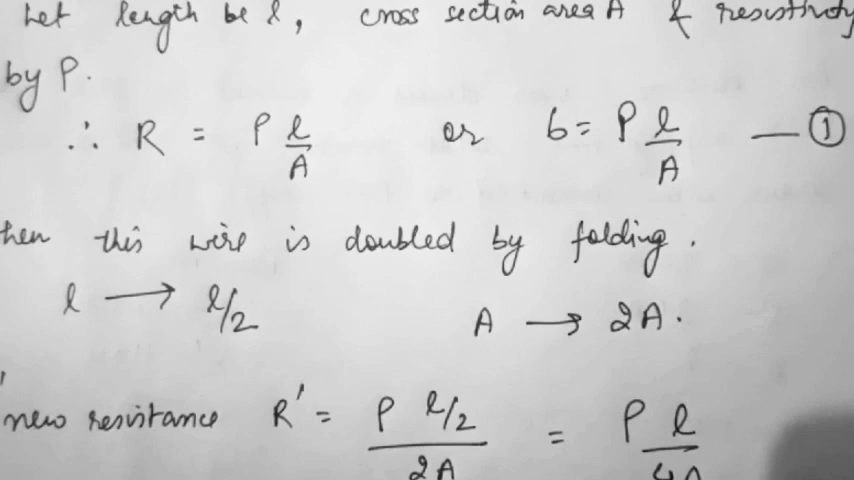 Let length be l, cross section area A & resistivity
by ρ.
∴ R = ρ l/A or 6 = ρ l/A — ①
hen this wire is doubled by folding.
l → l/2 A → 2A.
new resistance R' = ρ l/2 / 2A = ρ l / 4A